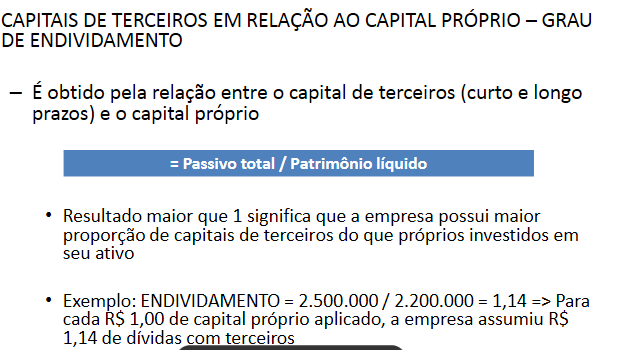 CAPITAIS DE TERCEIROS EM RELAÇÃO AO CAPITAL PRÓPRIO – GRAU
DE ENDIVIDAMENTO
– É obtido pela relação entre o capital de terceiros (curto e longo
prazos) e o capital próprio
= Passivo total / Patrimônio líquido
• Resultado maior que 1 significa que a empresa possui maior
proporção de capitais de terceiros do que próprios investidos em
seu ativo
• Exemplo: ENDIVIDAMENTO = 2.500.000 / 2.200.000 = 1,14 => Para
cada R$ 1,00 de capital próprio aplicado, a empresa assumiu R$
1,14 de dívidas com terceiros